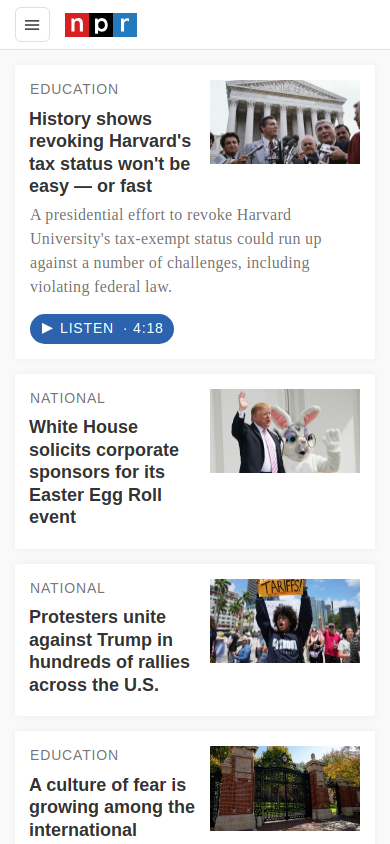 npr
EDUCATION
History shows
revoking Harvard's
tax status won't be
easy — or fast
A presidential effort to revoke Harvard
University's tax-exempt status could run up
against a number of challenges, including
violating federal law.
LISTEN · 4:18
NATIONAL
White House
solicits corporate
sponsors for its
Easter Egg Roll
event
NATIONAL
Protesters unite
against Trump in
hundreds of rallies
across the U.S.
TARIFFS!
EDUCATION
A culture of fear is
growing among the
international